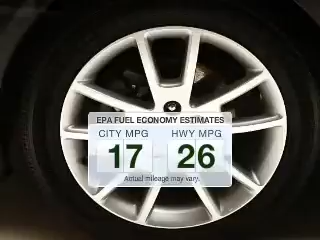 EPA FUEL ECONOMY ESTIMATES
CITY MPG HWY MPG
17 26
Actual mileage may vary.